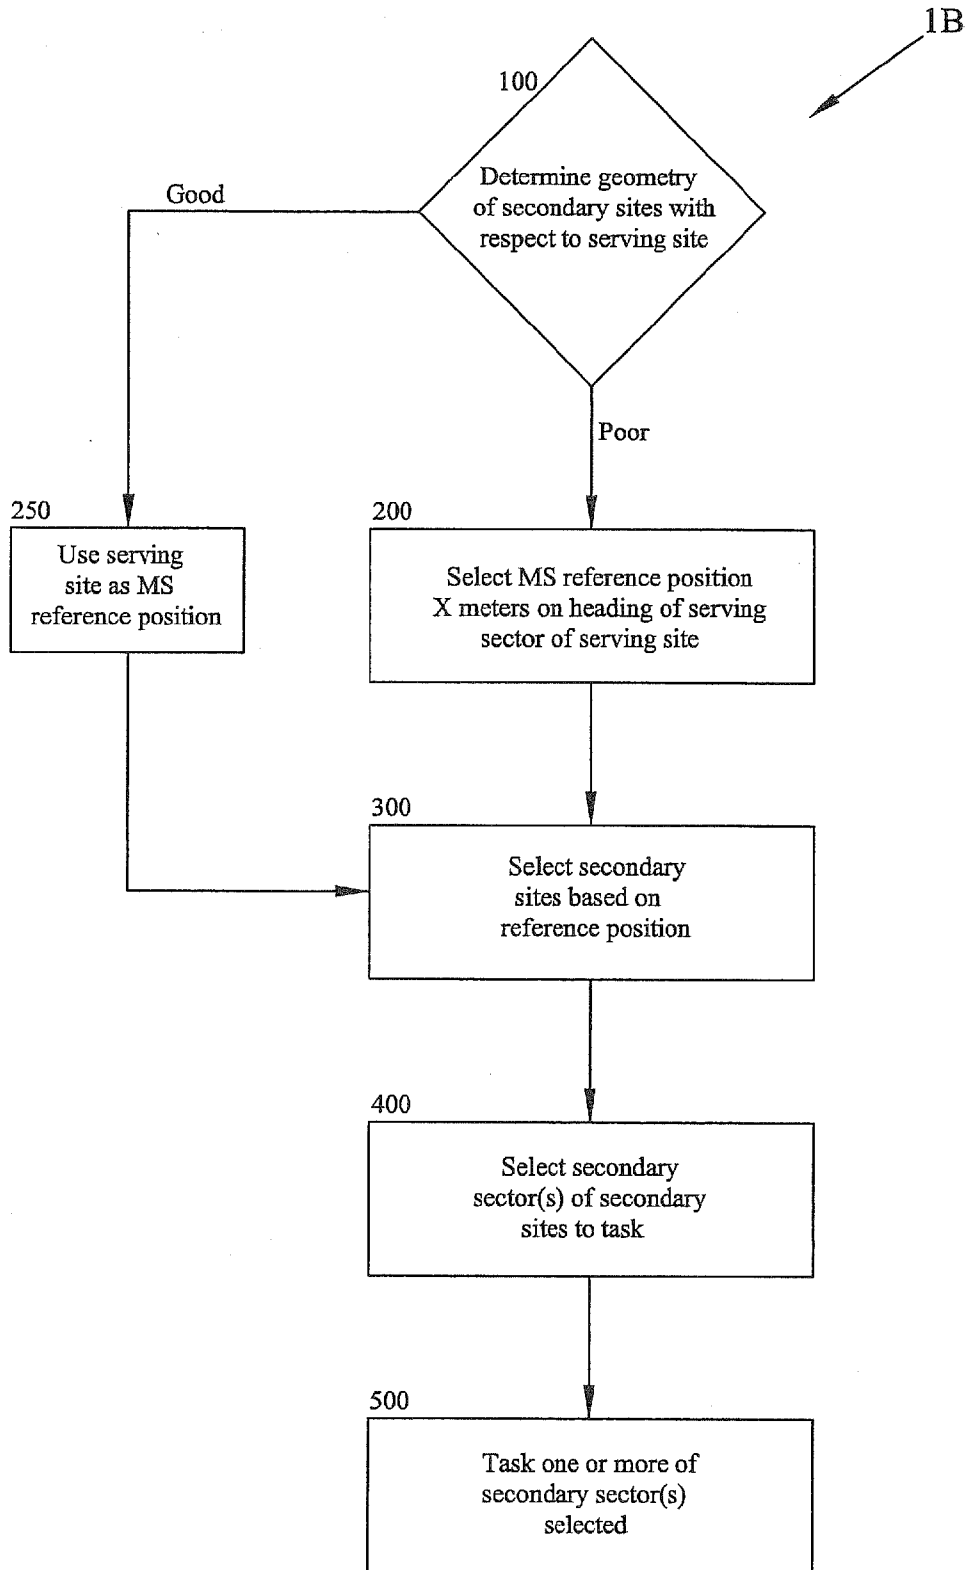 1B
100
Determine geometry
of secondary sites with
respect to serving site
Good
Poor
250
Use serving
site as MS
reference position
200
Select MS reference position
X meters on heading of serving
sector of serving site
300
Select secondary
sites based on
reference position
400
Select secondary
sector(s) of secondary
sites to task
500
Task one or more of
secondary sector(s)
selected